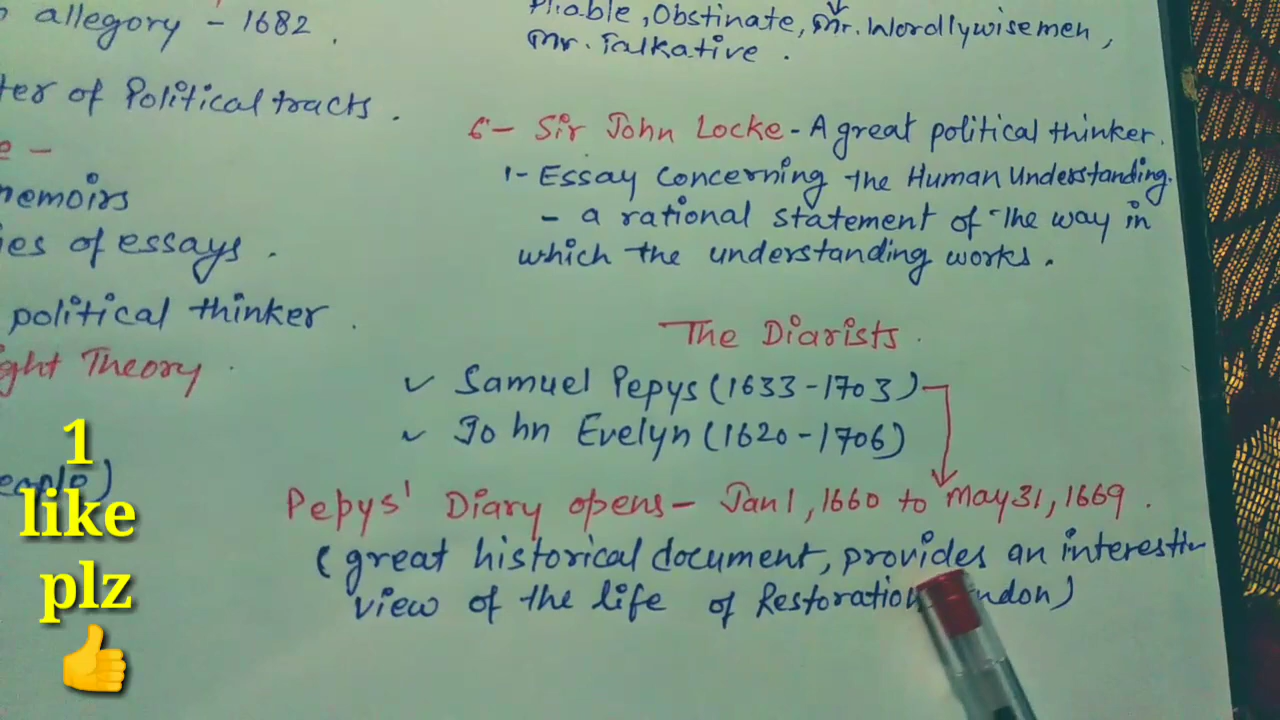 allegory - 1682 .
ter of Political tracts .
e -
memoirs
ies of essays .
political thinker .
ght Theory .
Pliable, Obstinate, Mr. Wordlywisemen,
Mr. Talkative .
6- Sir John Locke - A great political thinker.
1- Essay concerning the Human Understanding.
- a rational statement of the way in
which the understanding works .
The Diarists .
✓ Samuel Pepys (1633-1703)
✓ John Evelyn (1620-1706)
Pepys' Diary opens - Jan 1, 1660 to May 31, 1669 .
(great historical document, provides an interestin
view of the life of Restoration ndon)
1
like
plz
👍